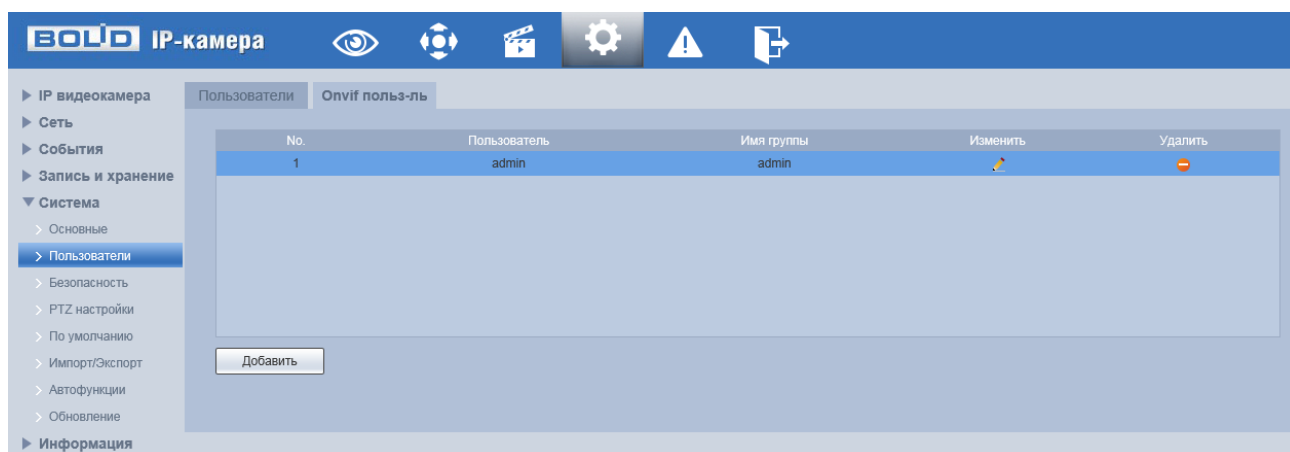 BOLID IP-камера
IP видеокамера
Сеть
События
Запись и хранение
Система
Основные
Пользователи
Безопасность
PTZ настройки
По умолчанию
Импорт/Экспорт
Автофункции
Обновление
Информация
Пользователи Onvif польз-ль
No. Пользователь Имя группы Изменить Удалить
1 admin admin
Добавить